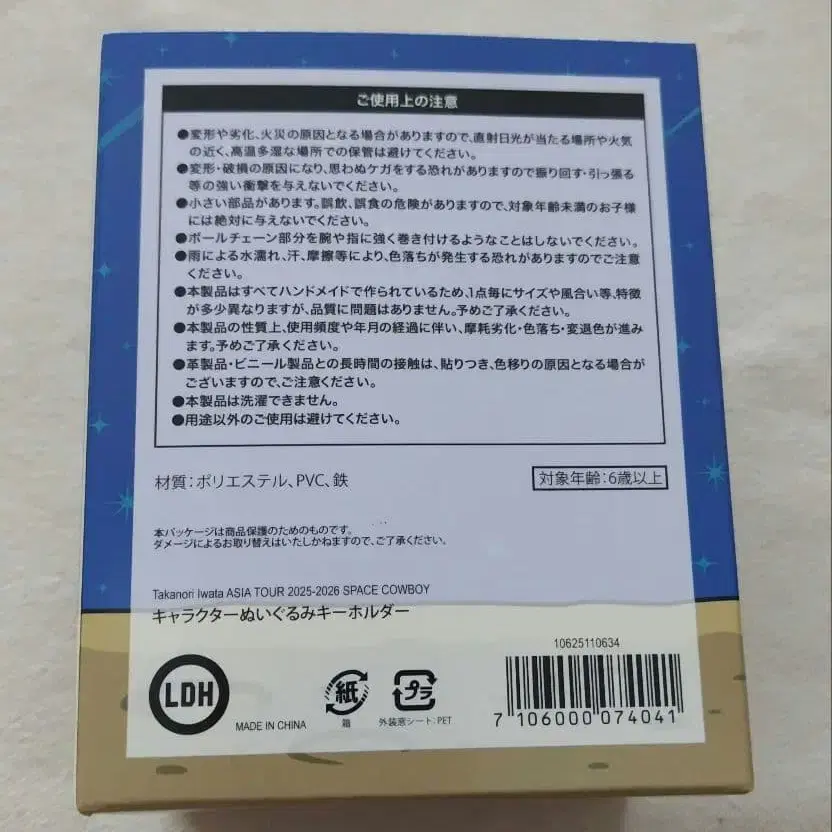 ご使用上の注意
●変形や劣化、火災の原因となる場合がありますので、直射日光が当たる場所や火気
の近く、高温多湿な場所での保管は避けてください。
●変形・破損の原因になり、思わぬケガをする恐れがありますので振り回す・引っ張る
等の強い衝撃を与えないでください。
●小さい部品があります。誤飲、誤食の危険がありますので、対象年齢未満のお子様
には絶対に与えないでください。
●ボールチェーン部分を腕や指に強く巻き付けるようなことはしないでください。
●雨による水濡れ、汗、摩擦等により、色落ちが発生する恐れがありますのでご注意
ください。
●本製品はすべてハンドメイドで作られているため、1点毎にサイズや風合い等、特徴
が多少異なりますが、品質に問題はありません。予めご了承ください。
●本製品の性質上、使用頻度や年月の経過に伴い、摩耗劣化・色落ち・変退色が進み
ます。予めご了承ください。
●革製品・ビニール製品との長時間の接触は、貼りつき、色移りの原因となる場合が
ございますので、ご注意ください。
●本製品は洗濯できません。
●用途以外のご使用は避けてください。
材質：ポリエステル、PVC、鉄
対象年齢：6歳以上
本パッケージは商品保護のためのものです。
ダメージによるお取り替えはいたしかねますので、ご了承ください。
Takanori Iwata ASIA TOUR 2025-2026 SPACE COWBOY
キャラクターぬいぐるみキーホルダー
LDH
MADE IN CHINA
紙
箱
プラ
外装窓シート：PET
10625110634
7 106000 074041